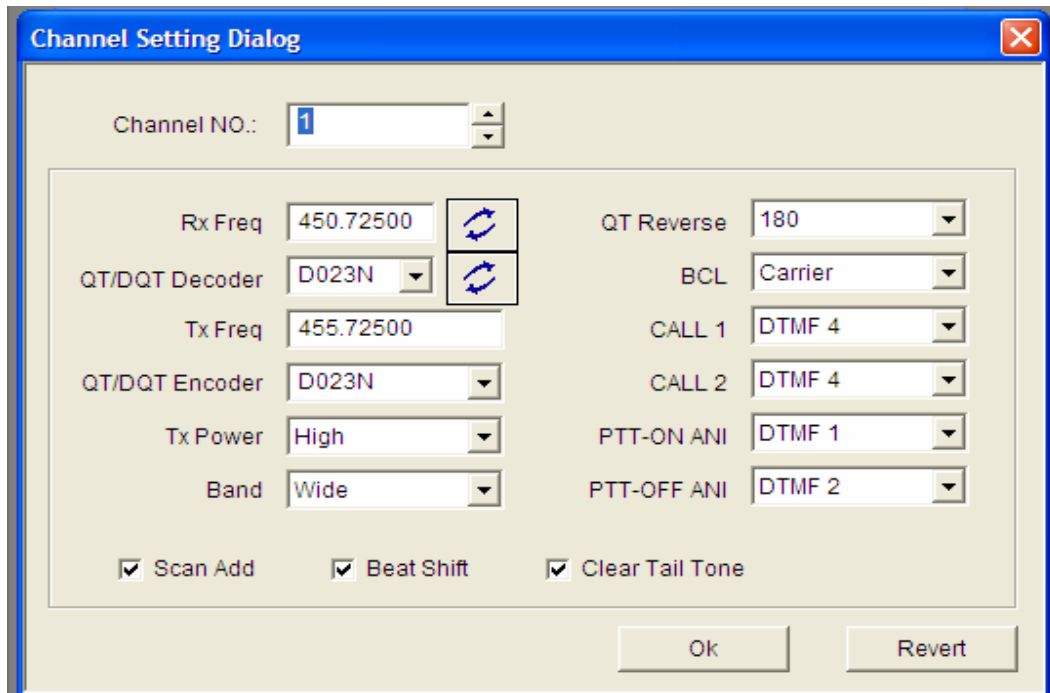 Channel Setting Dialog
Channel NO.: 1
Rx Freq 450.72500
QT/DQT Decoder D023N
Tx Freq 455.72500
QT/DQT Encoder D023N
Tx Power High
Band Wide
QT Reverse 180
BCL Carrier
CALL 1 DTMF 4
CALL 2 DTMF 4
PTT-ON ANI DTMF 1
PTT-OFF ANI DTMF 2
Scan Add Beat Shift Clear Tail Tone
Ok Revert